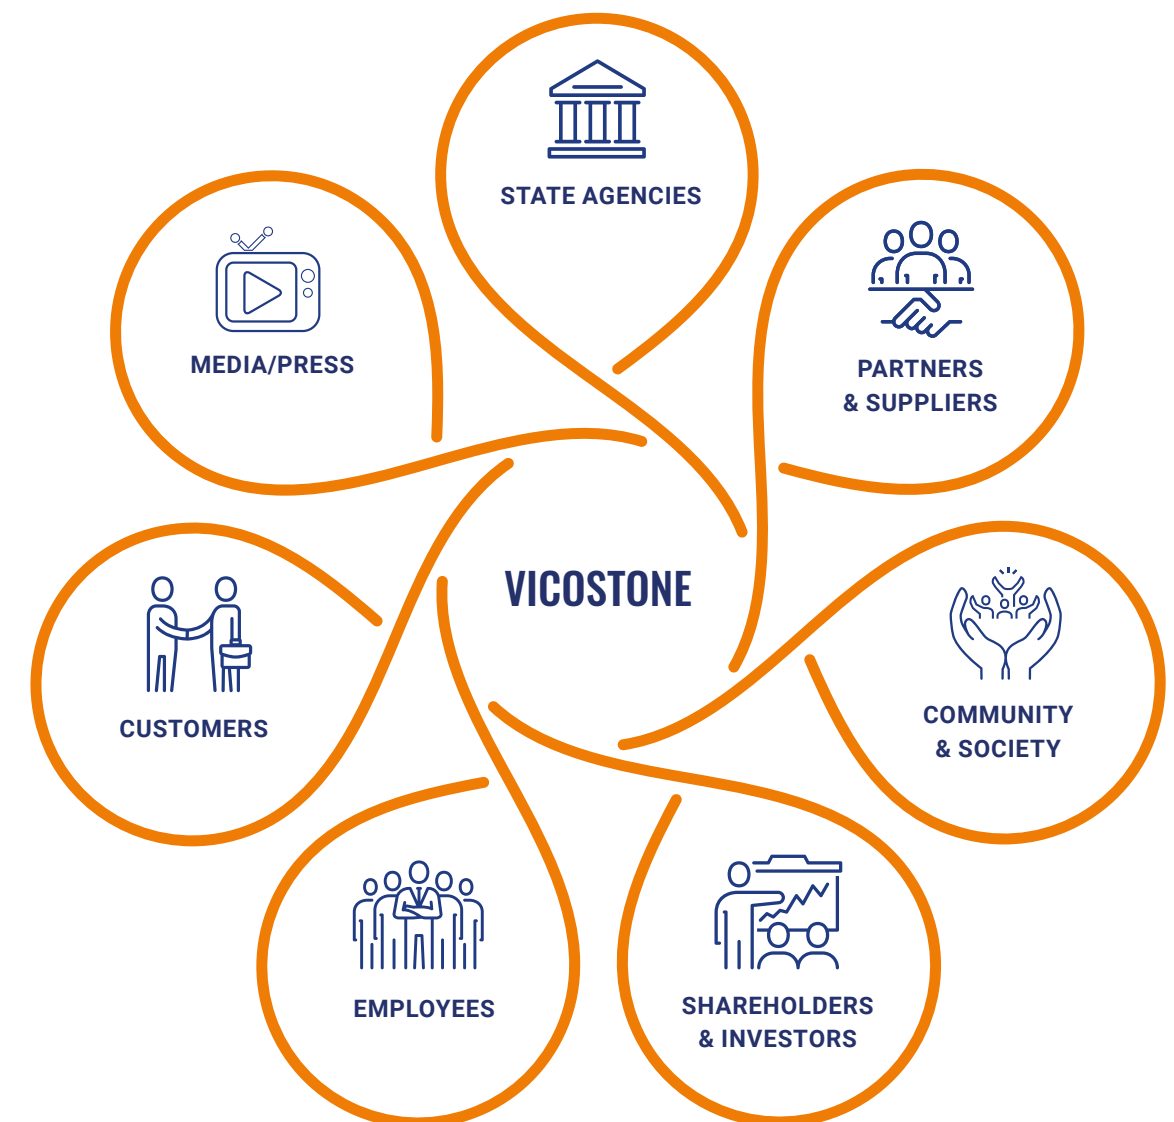 STATE AGENCIES
MEDIA/PRESS
PARTNERS
& SUPPLIERS
VICOSTONE
CUSTOMERS
COMMUNITY
& SOCIETY
EMPLOYEES
SHAREHOLDERS
& INVESTORS